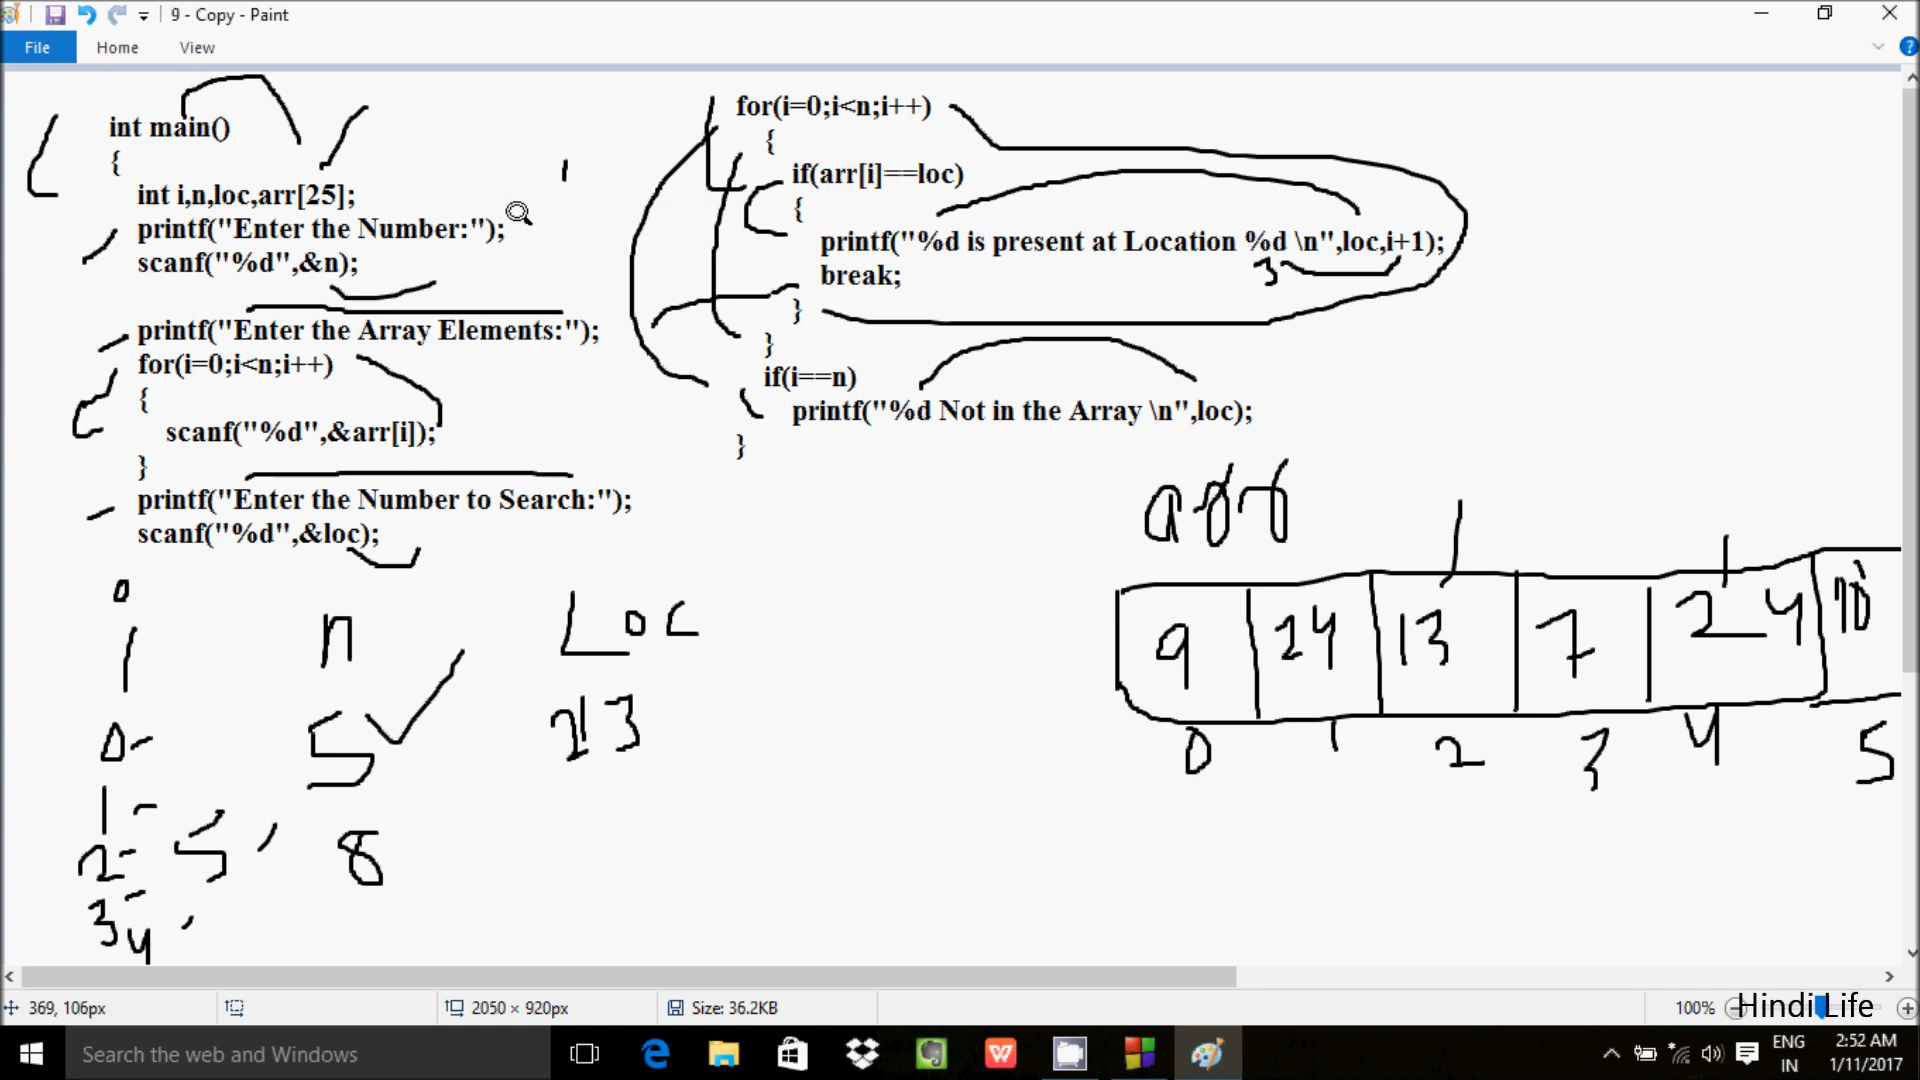 9 - Copy - Paint
File Home View
int main()
{
int i,n,loc,arr[25];
printf("Enter the Number:");
scanf("%d",&n);
printf("Enter the Array Elements:");
for(i=0;i<n;i++)
{
scanf("%d",&arr[i]);
}
printf("Enter the Number to Search:");
scanf("%d",&loc);
for(i=0;i<n;i++)
{
if(arr[i]==loc)
{
printf("%d is present at Location %d \n",loc,i+1);
3
break;
}
}
if(i==n)
printf("%d Not in the Array \n",loc);
}
arr
9 24 13 7 24
0 1 2 3 4 5
n
Loc
5
8
0
1
0-
1 -
2- 5
3
4
369, 106px
2050 × 920px
Size: 36.2KB
100%
Hindi Life
Search the web and Windows
ENG
IN
2:52 AM
1/11/2017